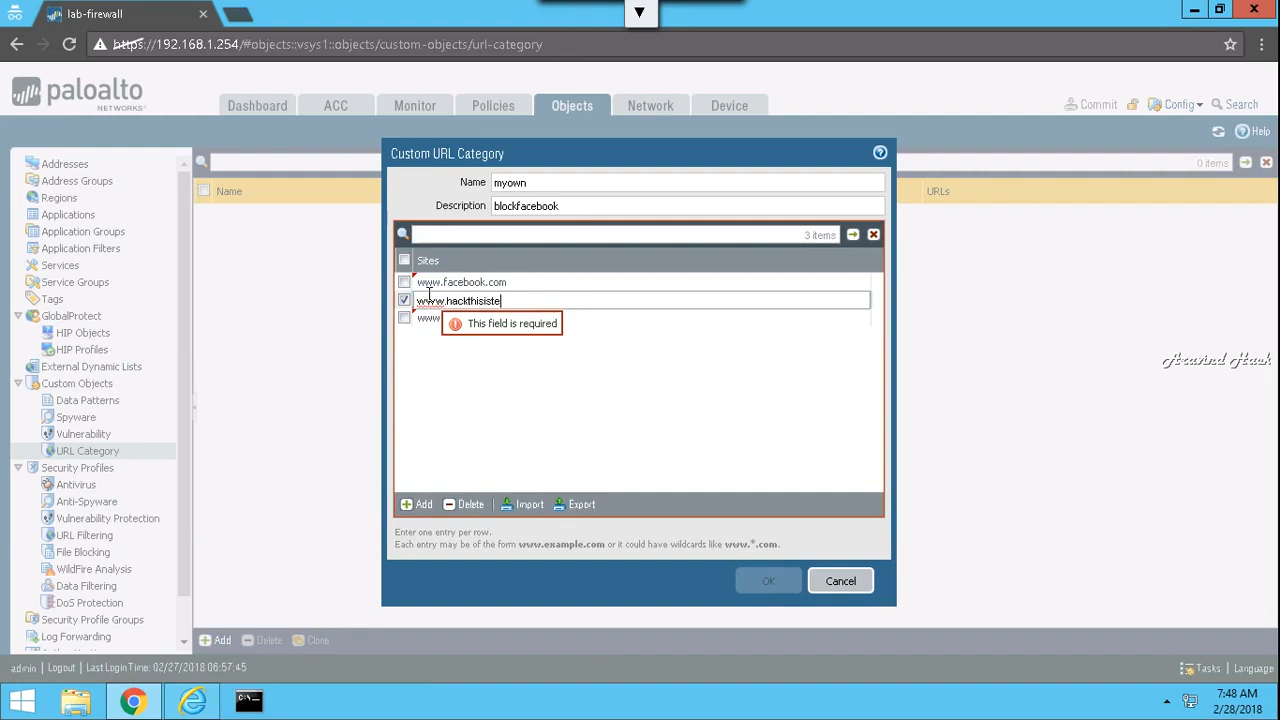 lab-firewall
https://192.168.1.254/#objects::vsys1::objects/custom-objects/url-category
paloalto
NETWORKS
Dashboard ACC Monitor Policies Objects Network Device
Commit Config Search
Help
0 items
Name URLs
Addresses
Address Groups
Regions
Applications
Application Groups
Application Filters
Services
Service Groups
Tags
GlobalProtect
HIP Objects
HIP Profiles
External Dynamic Lists
Custom Objects
Data Patterns
Spyware
Vulnerability
URL Category
Security Profiles
Antivirus
Anti-Spyware
Vulnerability Protection
URL Filtering
File Blocking
WildFire Analysis
Data Filtering
DoS Protection
Security Profile Groups
Log Forwarding
Custom URL Category
Name myown
Description blockfacebook
3 items
Sites
www.facebook.com
www.hackthisiste
www
This field is required
Add Delete Import Export
Enter one entry per row.
Each entry may be of the form www.example.com or it could have wildcards like www.*.com.
OK Cancel
Aravind Hask
Add Delete Clone
admin | Logout | Last Login Time: 02/27/2018 06:57:45
Tasks | Language
7:48 AM
2/28/2018